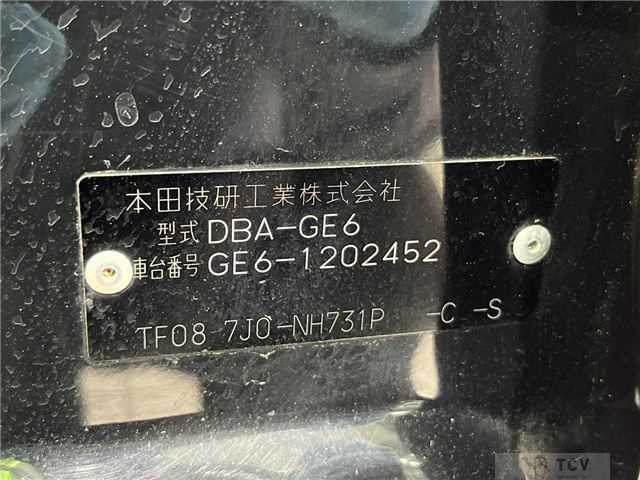 本田技研工業株式会社
型式 DBA-GE6
車台番号 GE6-1202452
TF08 7J0-NH731P -C -S
TCV